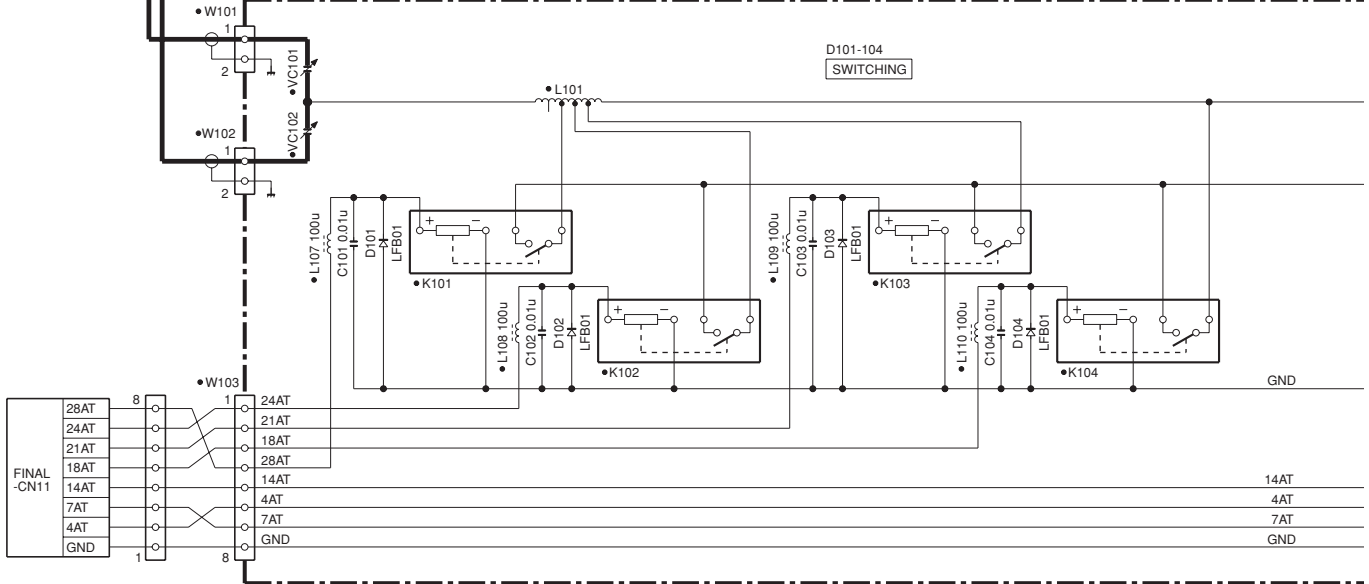 •W101
1
2
•VC101
•VC102
•W102
1
2
•L101
D101-104
SWITCHING
•L107 100u
C101 0.01u
D101
LFB01
+
−
•K101
•L108 100u
C102 0.01u
D102
LFB01
+
−
•K102
•L109 100u
C103 0.01u
D103
LFB01
+
−
•K103
•L110 100u
C104 0.01u
D104
LFB01
+
−
•K104
GND
•W103
FINAL
-CN11
28AT
24AT
21AT
18AT
14AT
7AT
4AT
GND
8
1
1
8
24AT
21AT
18AT
28AT
14AT
4AT
7AT
GND
14AT
4AT
7AT
GND